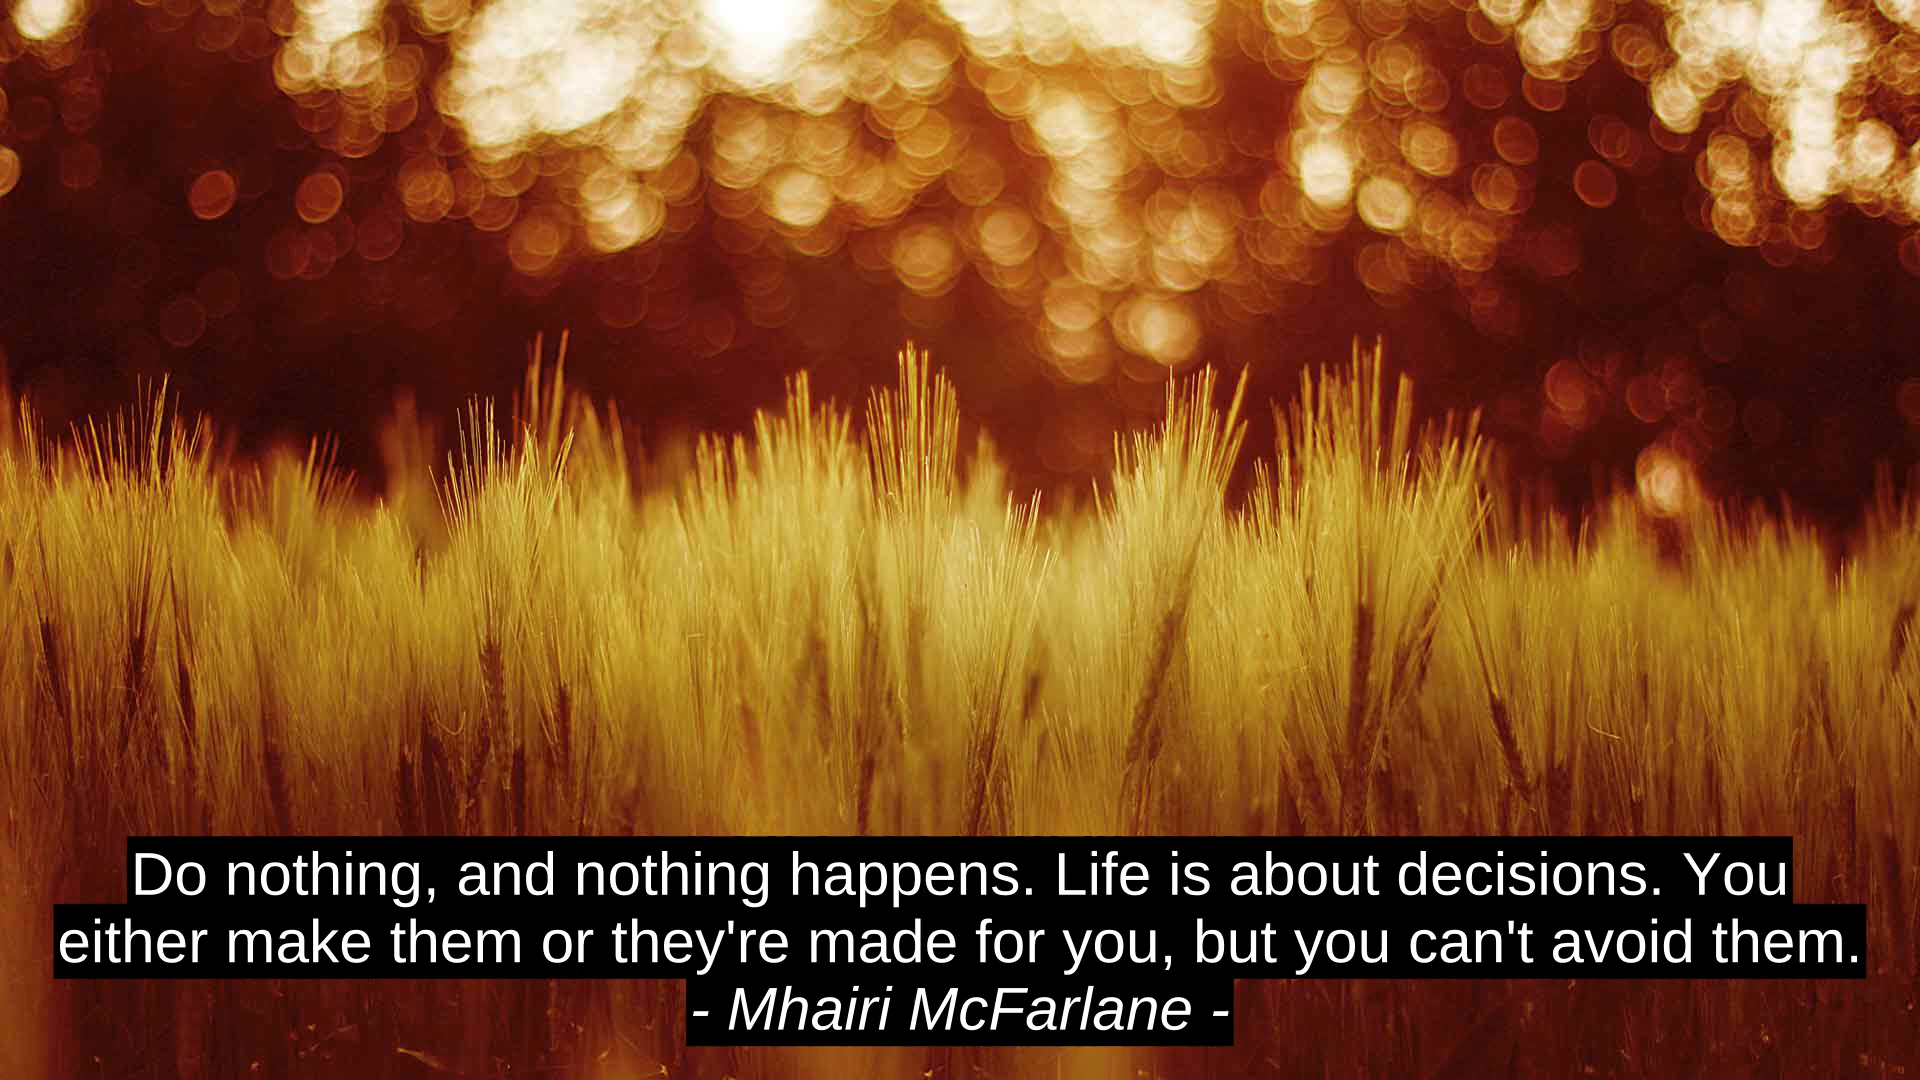 Do nothing, and nothing happens. Life is about decisions. You
either make them or they're made for you, but you can't avoid them.
- Mhairi McFarlane -